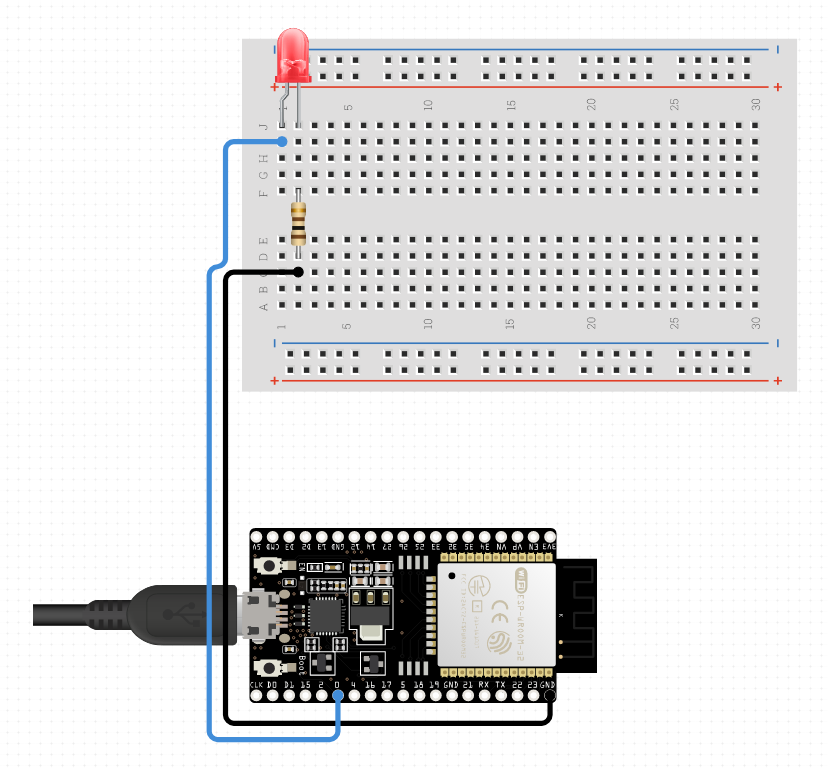 1 5 10 15 20 25 30
J
H
G
F
E
D
C
B
A
1 5 10 15 20 25 30
5V CMD D3 D2 13 GND 12 14 27 26 25 33 32 35 34 VN VP EN 3V3
EN
WiFi
ESP-WROOM-32
CE
Boot
CLK D0 D1 15 2 0 4 16 17 5 18 19 GND 21 RX TX 22 23 GND